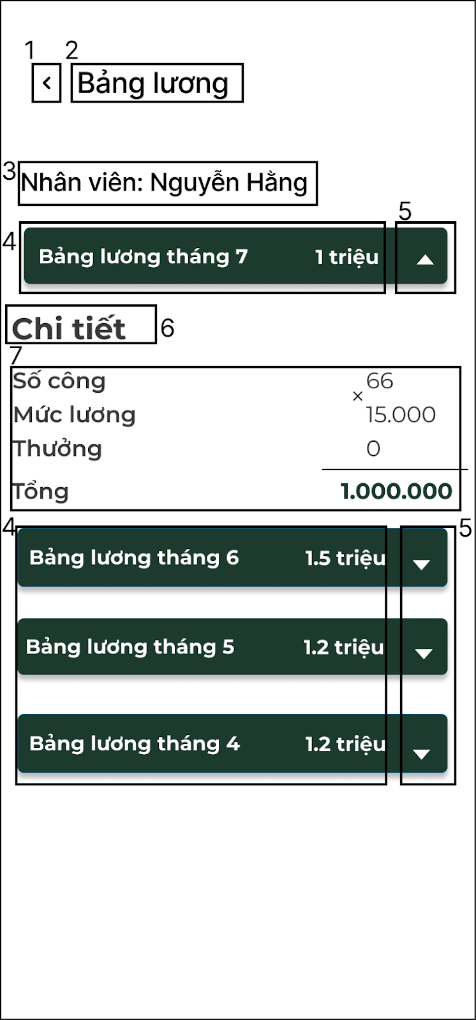 1 2
< Bảng lương
3 Nhân viên: Nguyễn Hằng
5
4 Bảng lương tháng 7 1 triệu
Chi tiết 6
7
Số công 66
×
Mức lương 15.000
Thưởng 0
Tổng 1.000.000
4 5
Bảng lương tháng 6 1.5 triệu
Bảng lương tháng 5 1.2 triệu
Bảng lương tháng 4 1.2 triệu